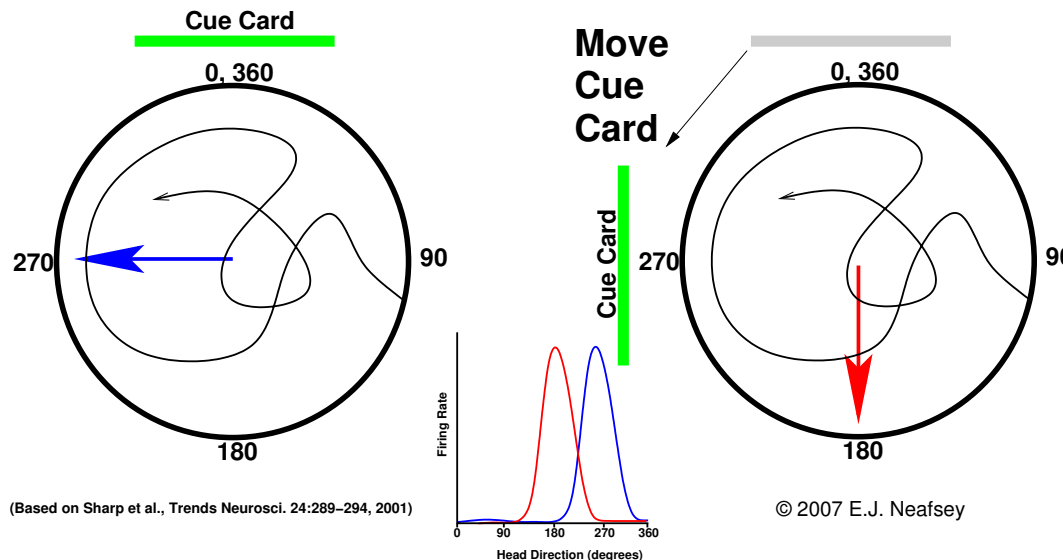 Cue Card
0, 360
270
90
180
Move
Cue
Card
0, 360
Cue Card
270
90
180
Firing Rate
0 90 180 270 360
Head Direction (degrees)
(Based on Sharp et al., Trends Neurosci. 24:289–294, 2001)
© 2007 E.J. Neafsey